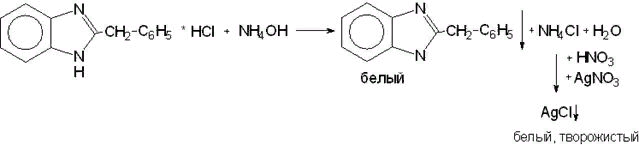 N
CH₂–C₆H₅ * HCl + NH₄OH
N
H
N
CH₂–C₆H₅ + NH₄Cl + H₂O
N
белый
+ HNO₃
+ AgNO₃
AgCl↓
белый, творожистый